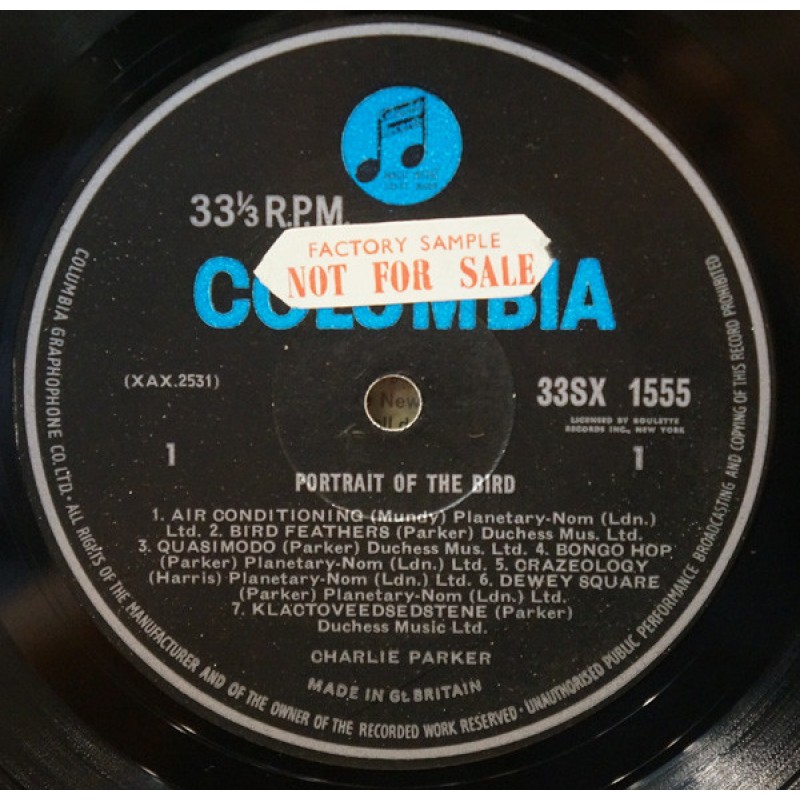 33⅓ R.P.M.
FACTORY SAMPLE
NOT FOR SALE
COLUMBIA
(XAX.2531)
33SX 1555
LICENSED BY ROULETTE
RECORDS INC., NEW YORK
1
1
PORTRAIT OF THE BIRD
1. AIR CONDITIONING (Mundy) Planetary-Nom (Ldn.)
Ltd. 2. BIRD FEATHERS (Parker) Duchess Mus. Ltd.
3. QUASIMODO (Parker) Duchess Mus. Ltd. 4. BONGO HOP
(Parker) Planetary-Nom (Ldn.) Ltd. 5. CRAZEOLOGY
(Harris) Planetary-Nom (Ldn.) Ltd. 6. DEWEY SQUARE
(Parker) Planetary-Nom (Ldn.) Ltd.
7. KLACTOVEEDSEDSTENE (Parker)
Duchess Music Ltd.
CHARLIE PARKER
MADE IN Gt. BRITAIN
COLUMBIA GRAPHOPHONE CO. LTD. · ALL RIGHTS OF THE MANUFACTURER AND OF THE OWNER OF THE RECORDED WORK RESERVED · UNAUTHORISED PUBLIC PERFORMANCE BROADCASTING AND COPYING OF THIS RECORD PROHIBITED